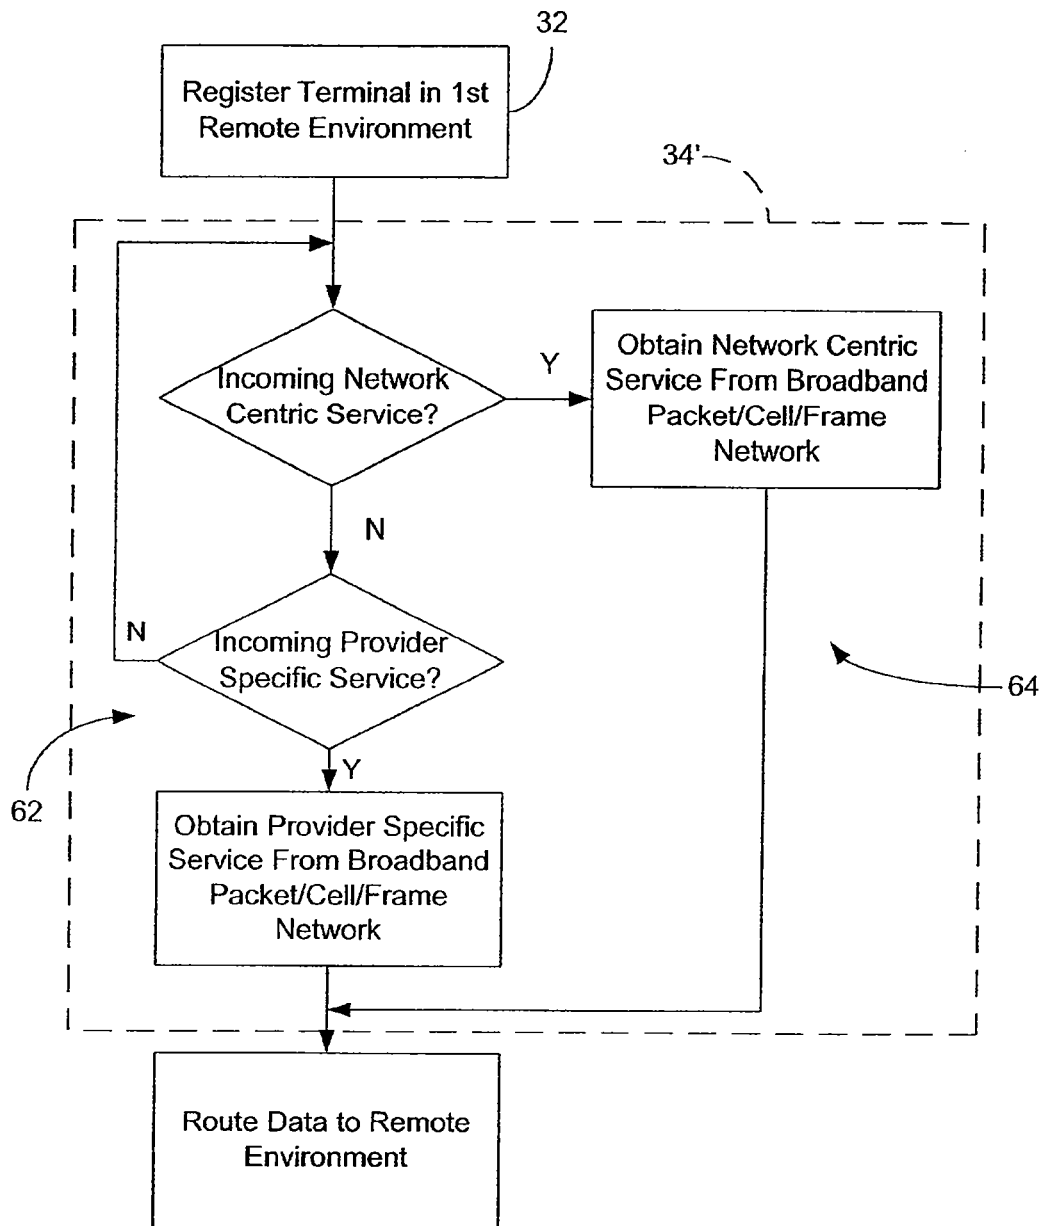 32
Register Terminal in 1st
Remote Environment
34'
Incoming Network
Centric Service?
Y
Obtain Network Centric
Service From Broadband
Packet/Cell/Frame
Network
N
Incoming Provider
Specific Service?
N
64
62
Y
Obtain Provider Specific
Service From Broadband
Packet/Cell/Frame
Network
Route Data to Remote
Environment